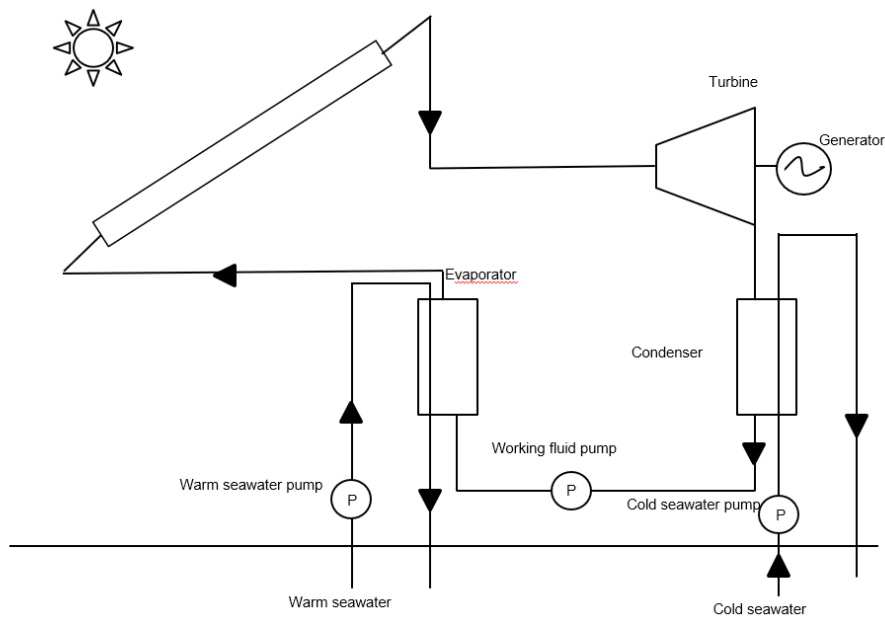 Turbine
Generator
Evaporator
Condenser
Working fluid pump
Warm seawater pump
P
P
Cold seawater pump
P
Warm seawater
Cold seawater